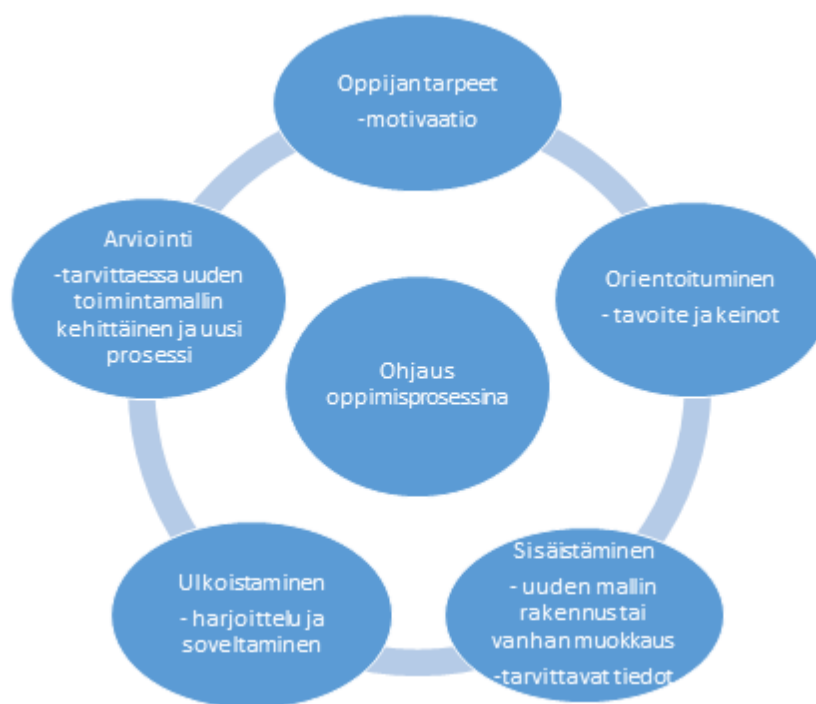 Oppijan tarpeet
-motivaatio
Orientoituminen
- tavoite ja keinot
Sisäistäminen
- uuden mallin
rakennus tai
vanhan muokkaus
-tarvittavat tiedot
Ulkoistaminen
- harjoittelu ja
soveltaminen
Arviointi
-tarvittaessa uuden
toimintamallin
kehittäinen ja uusi
prosessi
Ohjaus
oppimisprosessina